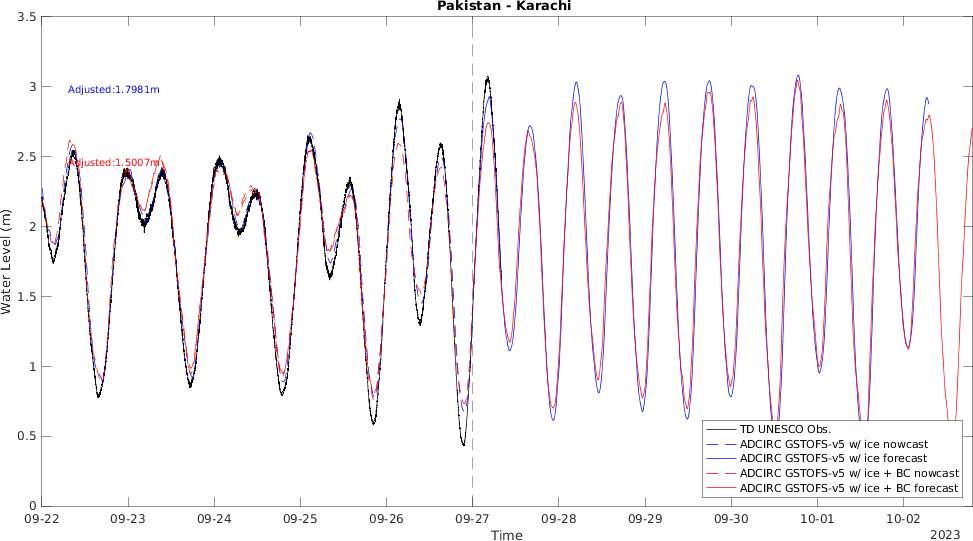 Pakistan - Karachi
3.5
3
2.5
2
1.5
1
0.5
0
Water Level (m)
Adjusted:1.7981m
Adjusted:1.5007m
TD UNESCO Obs.
ADCIRC GSTOFS-v5 w/ ice nowcast
ADCIRC GSTOFS-v5 w/ ice forecast
ADCIRC GSTOFS-v5 w/ ice + BC nowcast
ADCIRC GSTOFS-v5 w/ ice + BC forecast
09-22 09-23 09-24 09-25 09-26 09-27 09-28 09-29 09-30 10-01 10-02
Time
2023